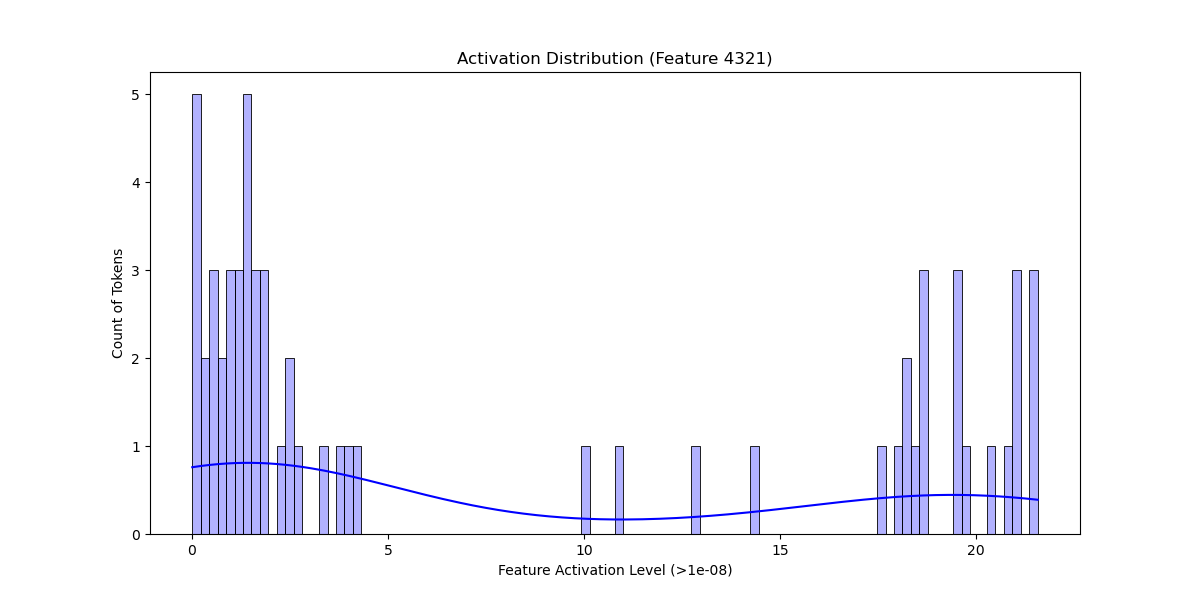 Activation Distribution (Feature 4321)
5
4
3
2
1
0
Count of Tokens
0 5 10 15 20
Feature Activation Level (>1e-08)